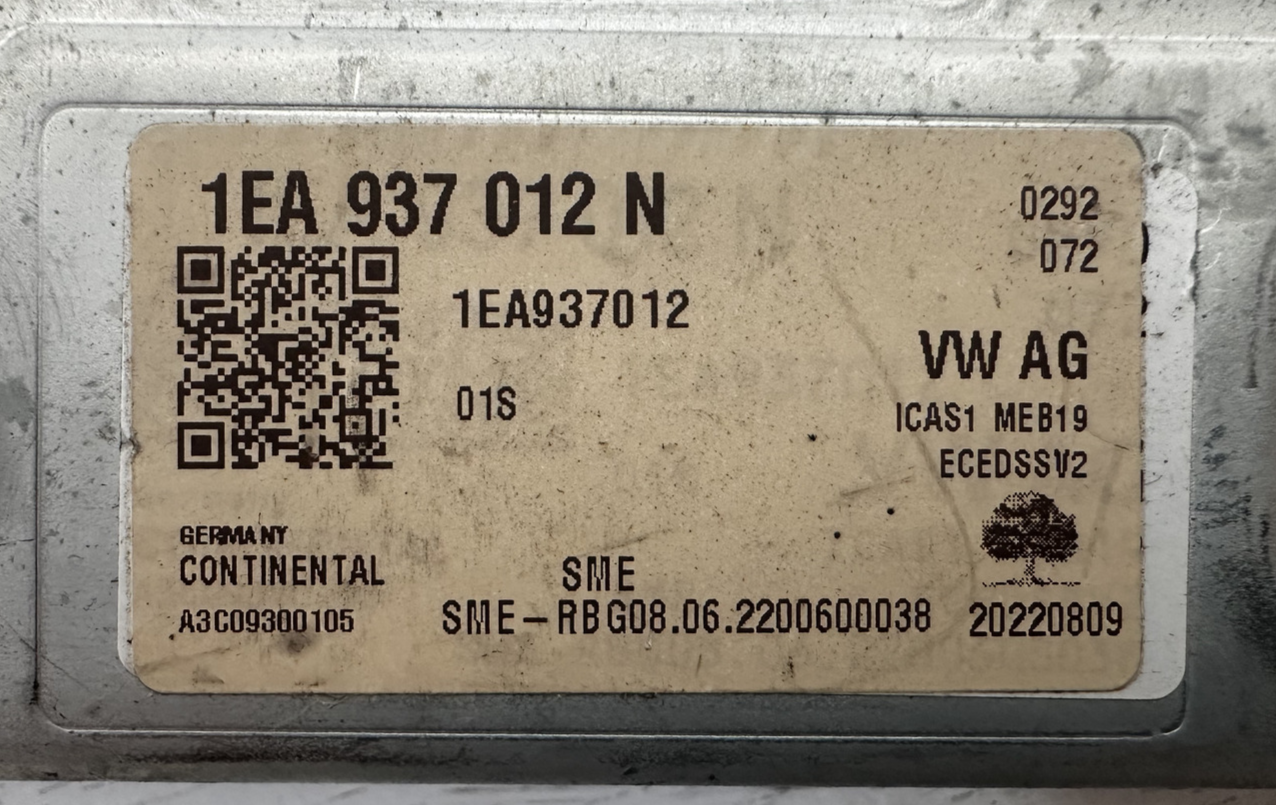 1EA 937 012 N
0292
072
1EA937012
VW AG
01S
ICAS1 MEB19
ECEDSSV2
GERMANY
CONTINENTAL
SME
A3C09300105
SME-RBG08.06.2200600038
20220809